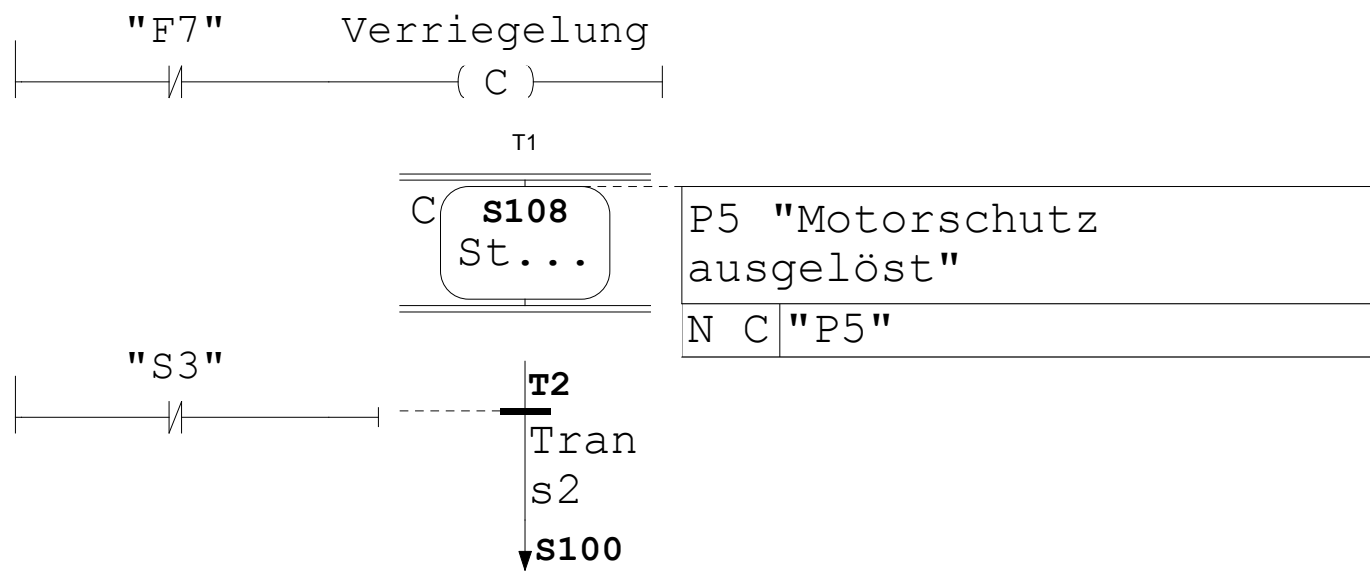 "F7" Verriegelung
( C )
T1
C S108
St...
P5 "Motorschutz
ausgelöst"
N C "P5"
"S3"
T2
Tran
s2
S100